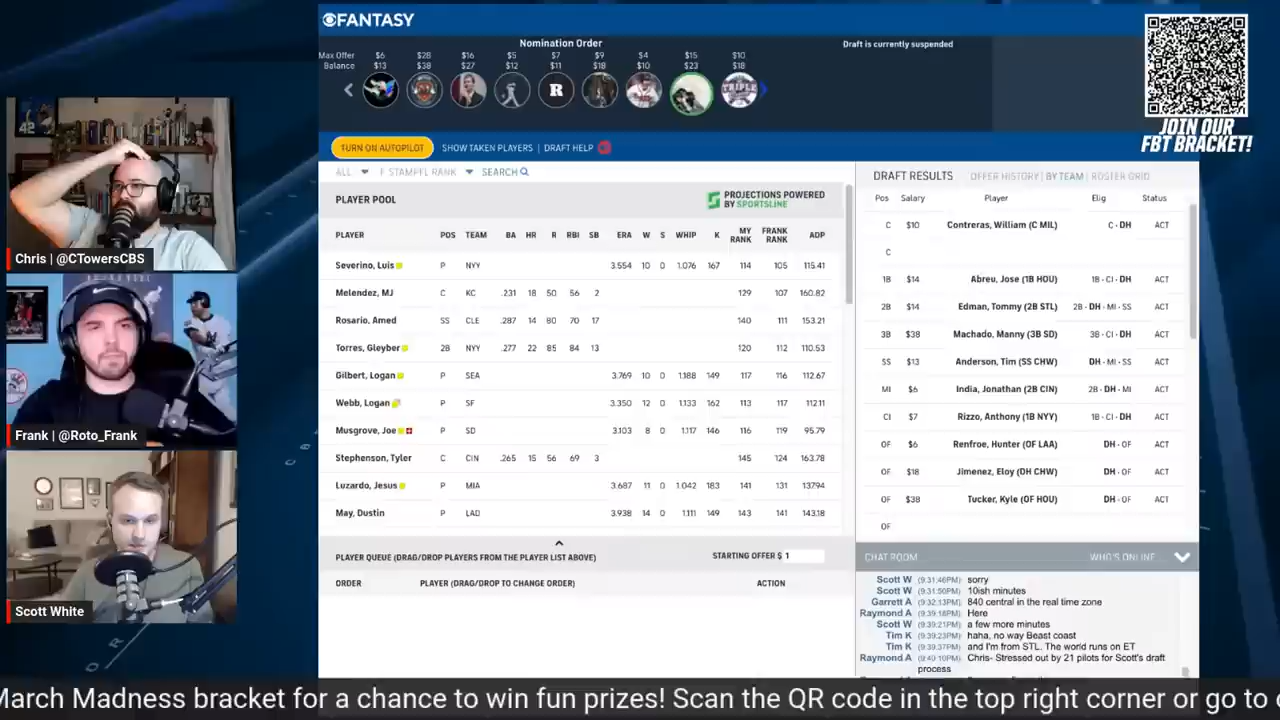 FANTASY
Nomination Order
Draft is currently suspended
Max Offer $6 $28 $16 $5 $7 $9 $4 $15 $10
Balance $13 $38 $27 $12 $11 $18 $10 $23 $18
R
TRIPLE
JOIN OUR
FBT BRACKET!
TURN ON AUTOPILOT SHOW TAKEN PLAYERS | DRAFT HELP
ALL F STAMPFL RANK SEARCH
PLAYER POOL
PROJECTIONS POWERED
BY SPORTSLINE
PLAYER POS TEAM BA HR R RBI SB ERA W S WHIP K MY RANK FRANK RANK ADP
Severino, Luis P NYY 3.554 10 0 1.076 167 114 105 115.41
Melendez, MJ C KC .231 18 50 56 2 129 107 160.82
Rosario, Amed SS CLE .287 14 80 70 17 140 111 153.21
Torres, Gleyber 2B NYY .277 22 85 84 13 120 112 110.53
Gilbert, Logan P SEA 3.769 10 0 1.188 149 117 116 112.67
Webb, Logan P SF 3.350 12 0 1.133 162 113 117 112.11
Musgrove, Joe P SD 3.103 8 0 1.117 146 116 119 95.79
Stephenson, Tyler C CIN .265 15 56 69 3 145 124 163.78
Luzardo, Jesus P MIA 3.687 11 0 1.042 183 141 131 137.94
May, Dustin P LAD 3.938 14 0 1.111 149 143 141 143.18
PLAYER QUEUE (DRAG/DROP PLAYERS FROM THE PLAYER LIST ABOVE) STARTING OFFER $ 1
ORDER PLAYER (DRAG/DROP TO CHANGE ORDER) ACTION
DRAFT RESULTS OFFER HISTORY | BY TEAM | ROSTER GRID
Pos Salary Player Elig Status
C $10 Contreras, William (C MIL) C - DH ACT
C
1B $14 Abreu, Jose (1B HOU) 1B - CI - DH ACT
2B $14 Edman, Tommy (2B STL) 2B - DH - MI - SS ACT
3B $38 Machado, Manny (3B SD) 3B - CI - DH ACT
SS $13 Anderson, Tim (SS CHW) DH - MI - SS ACT
MI $6 India, Jonathan (2B CIN) 2B - DH - MI ACT
CI $7 Rizzo, Anthony (1B NYY) 1B - CI - DH ACT
OF $6 Renfroe, Hunter (OF LAA) DH - OF ACT
OF $18 Jimenez, Eloy (DH CHW) DH - OF ACT
OF $38 Tucker, Kyle (OF HOU) DH - OF ACT
OF
CHAT ROOM WHO'S ONLINE
Scott W (9:31:46PM): sorry
Scott W (9:31:50PM): 10ish minutes
Garrett A (9:32:13PM): 840 central in the real time zone
Raymond A (9:39:18PM): Here
Scott W (9:39:21PM): a few more minutes
Tim K (9:39:23PM): haha, no way Beast coast
Tim K (9:39:37PM): and I'm from STL. The world runs on ET
Raymond A (9:40:10PM): Chris- Stressed out by 21 pilots for Scott's draft
process
42
Chris | @CTowersCBS
Frank | @Roto_Frank
Scott White
March Madness bracket for a chance to win fun prizes! Scan the QR code in the top right corner or go to